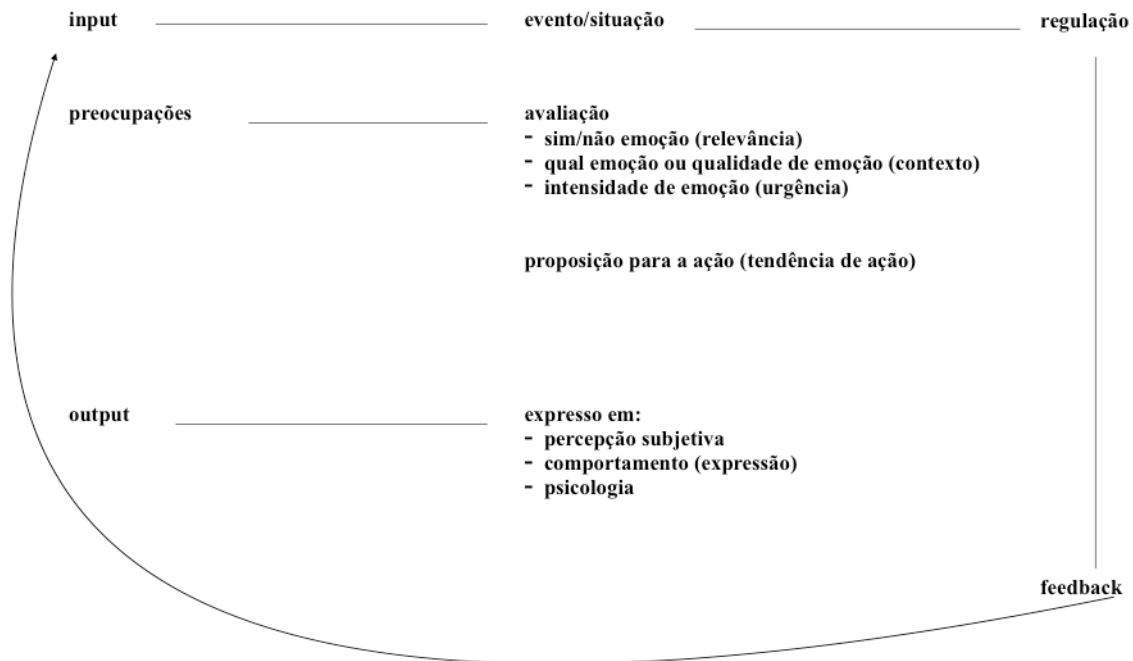 input evento/situação regulação
preocupações avaliação
- sim/não emoção (relevância)
- qual emoção ou qualidade de emoção (contexto)
- intensidade de emoção (urgência)
proposição para a ação (tendência de ação)
output expresso em:
- percepção subjetiva
- comportamento (expressão)
- psicologia
feedback